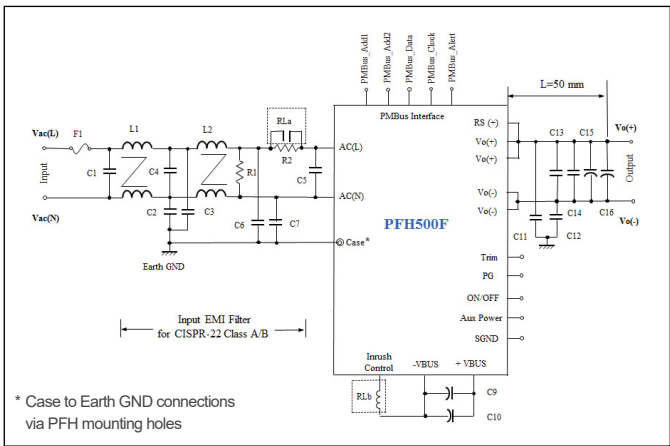 PMBus_Add1
PMBus_Add2
PMBus_Data
PMBus_Clock
PMBus_Alert
L=50 mm
PMBus Interface
RS (+)
Vo(+)
Vo(+)
Vo(-)
Vo(-)
C13 C15
Vo(+)
Output
Vo(-)
C14 C16
C11 C12
Vac(L)
F1
L1
L2
RLa
R2
AC(L)
Input
C1
C4
R1
C5
Vac(N)
AC(N)
C2
C3
C6
C7
PFH500F
Case*
Earth GND
Trim
PG
ON/OFF
Aux Power
SGND
Input EMI Filter
for CISPR-22 Class A/B
Inrush
Control
-VBUS
+ VBUS
RLb
C9
C10
* Case to Earth GND connections
via PFH mounting holes